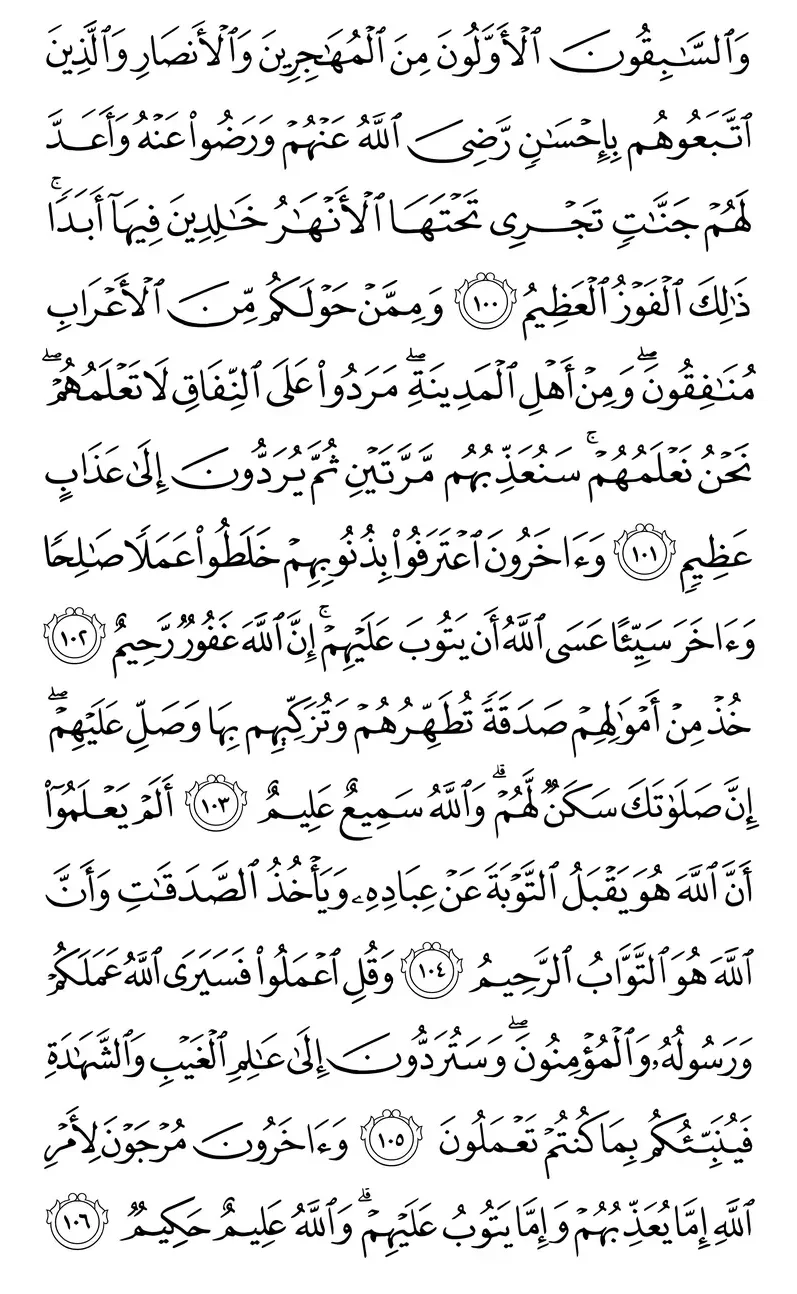 وَٱلسَّٰبِقُونَ ٱلْأَوَّلُونَ مِنَ ٱلْمُهَٰجِرِينَ وَٱلْأَنصَارِ وَٱلَّذِينَ
ٱتَّبَعُوهُم بِإِحْسَٰنٍ رَّضِىَ ٱللَّهُ عَنْهُمْ وَرَضُوا۟ عَنْهُ وَأَعَدَّ
لَهُمْ جَنَّٰتٍ تَجْرِى تَحْتَهَا ٱلْأَنْهَٰرُ خَٰلِدِينَ فِيهَآ أَبَدًا ۚ
ذَٰلِكَ ٱلْفَوْزُ ٱلْعَظِيمُ ١٠٠ وَمِمَّنْ حَوْلَكُم مِّنَ ٱلْأَعْرَابِ
مُنَٰفِقُونَ ۖ وَمِنْ أَهْلِ ٱلْمَدِينَةِ ۖ مَرَدُوا۟ عَلَى ٱلنِّفَاقِ لَا تَعْلَمُهُمْ ۖ
نَحْنُ نَعْلَمُهُمْ ۚ سَنُعَذِّبُهُم مَّرَّتَيْنِ ثُمَّ يُرَدُّونَ إِلَىٰ عَذَابٍ
عَظِيمٍ ١٠١ وَءَاخَرُونَ ٱعْتَرَفُوا۟ بِذُنُوبِهِمْ خَلَطُوا۟ عَمَلًا صَٰلِحًا
وَءَاخَرَ سَيِّئًا عَسَى ٱللَّهُ أَن يَتُوبَ عَلَيْهِمْ ۚ إِنَّ ٱللَّهَ غَفُورٌ رَّحِيمٌ ١٠٢
خُذْ مِنْ أَمْوَٰلِهِمْ صَدَقَةً تُطَهِّرُهُمْ وَتُزَكِّيهِم بِهَا وَصَلِّ عَلَيْهِمْ ۖ
إِنَّ صَلَوٰتَكَ سَكَنٌ لَّهُمْ ۗ وَٱللَّهُ سَمِيعٌ عَلِيمٌ ١٠٣ أَلَمْ يَعْلَمُوٓا۟
أَنَّ ٱللَّهَ هُوَ يَقْبَلُ ٱلتَّوْبَةَ عَنْ عِبَادِهِۦ وَيَأْخُذُ ٱلصَّدَقَٰتِ وَأَنَّ
ٱللَّهَ هُوَ ٱلتَّوَّابُ ٱلرَّحِيمُ ١٠٤ وَقُلِ ٱعْمَلُوا۟ فَسَيَرَى ٱللَّهُ عَمَلَكُمْ
وَرَسُولُهُۥ وَٱلْمُؤْمِنُونَ ۖ وَسَتُرَدُّونَ إِلَىٰ عَٰلِمِ ٱلْغَيْبِ وَٱلشَّهَٰدَةِ
فَيُنَبِّئُكُم بِمَا كُنتُمْ تَعْمَلُونَ ١٠٥ وَءَاخَرُونَ مُرْجَوْنَ لِأَمْرِ
ٱللَّهِ إِمَّا يُعَذِّبُهُمْ وَإِمَّا يَتُوبُ عَلَيْهِمْ ۗ وَٱللَّهُ عَلِيمٌ حَكِيمٌ ١٠٦